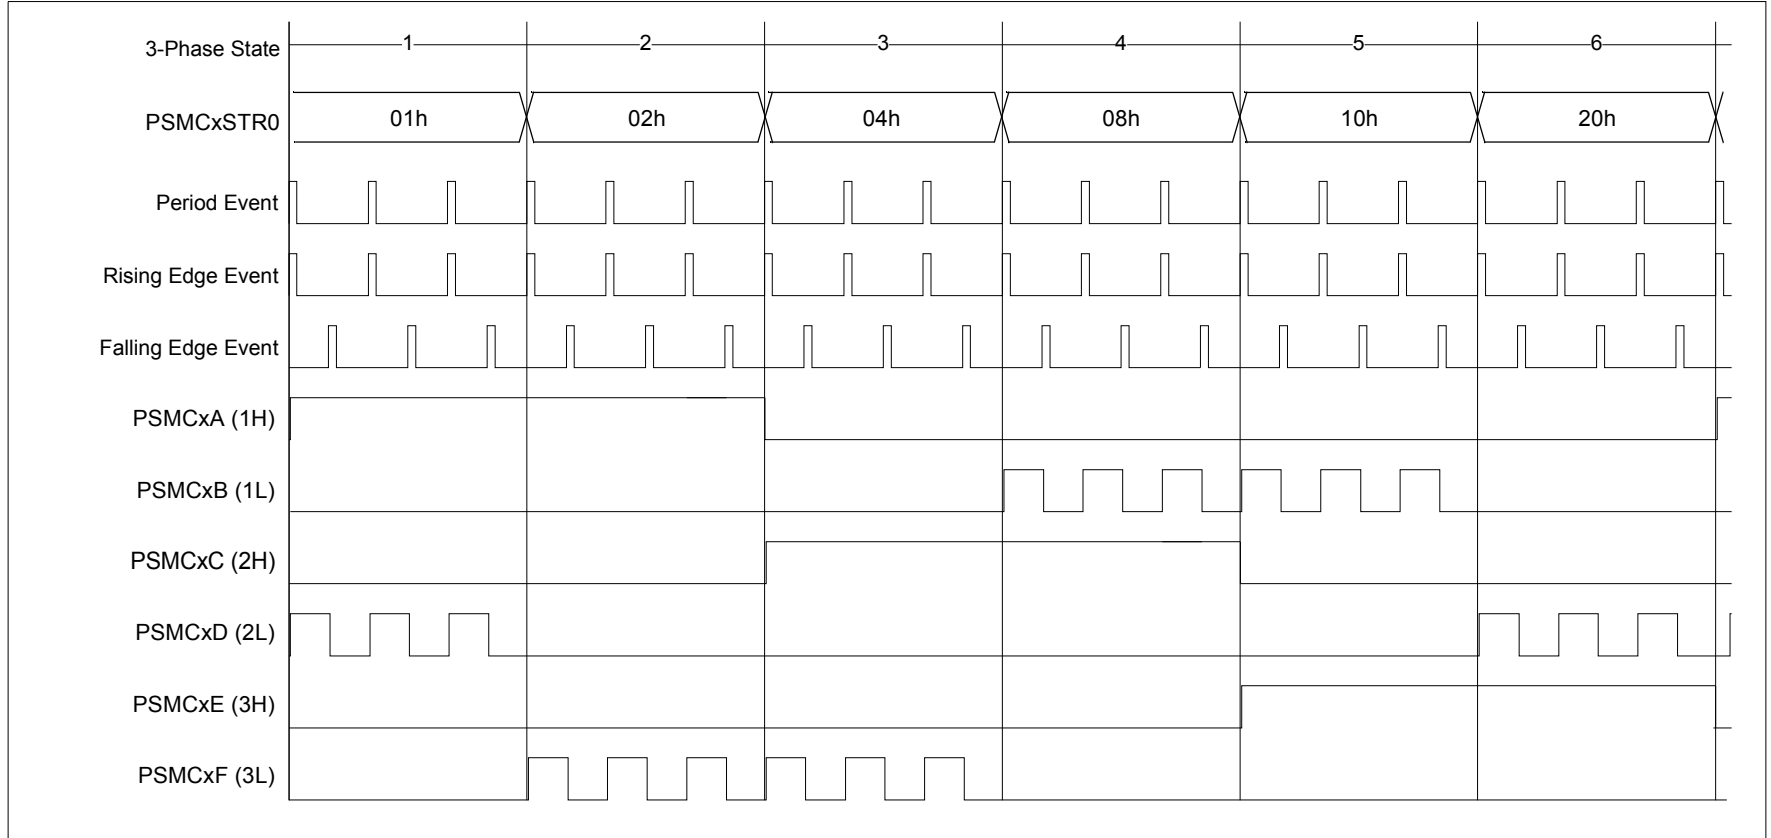 3-Phase State 1 2 3 4 5 6
PSMCxSTR0 01h 02h 04h 08h 10h 20h
Period Event
Rising Edge Event
Falling Edge Event
PSMCxA (1H)
PSMCxB (1L)
PSMCxC (2H)
PSMCxD (2L)
PSMCxE (3H)
PSMCxF (3L)